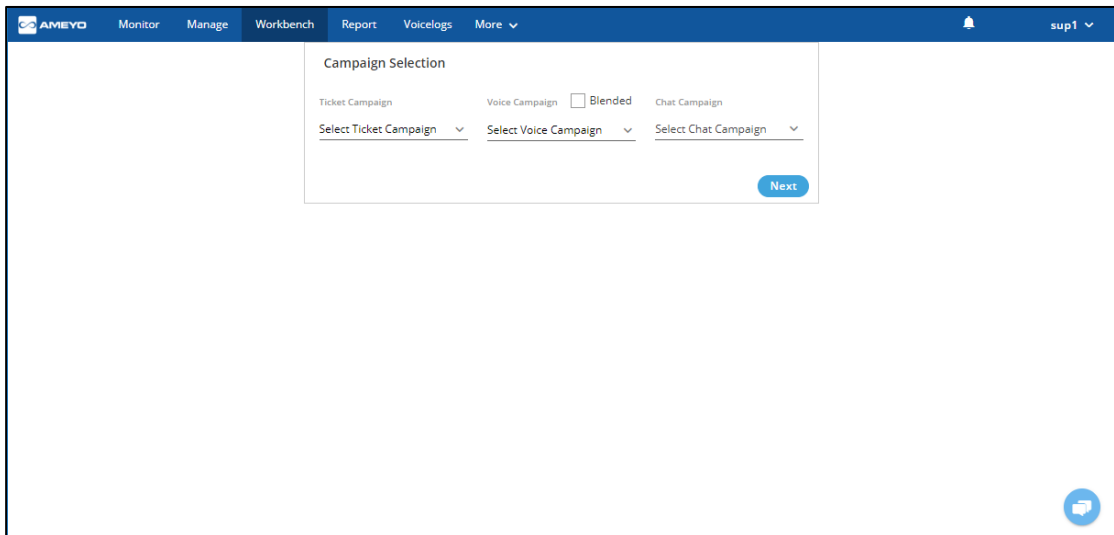 AMEYO Monitor Manage Workbench Report Voicelogs More sup1
Campaign Selection
Ticket Campaign Voice Campaign Blended Chat Campaign
Select Ticket Campaign Select Voice Campaign Select Chat Campaign
Next